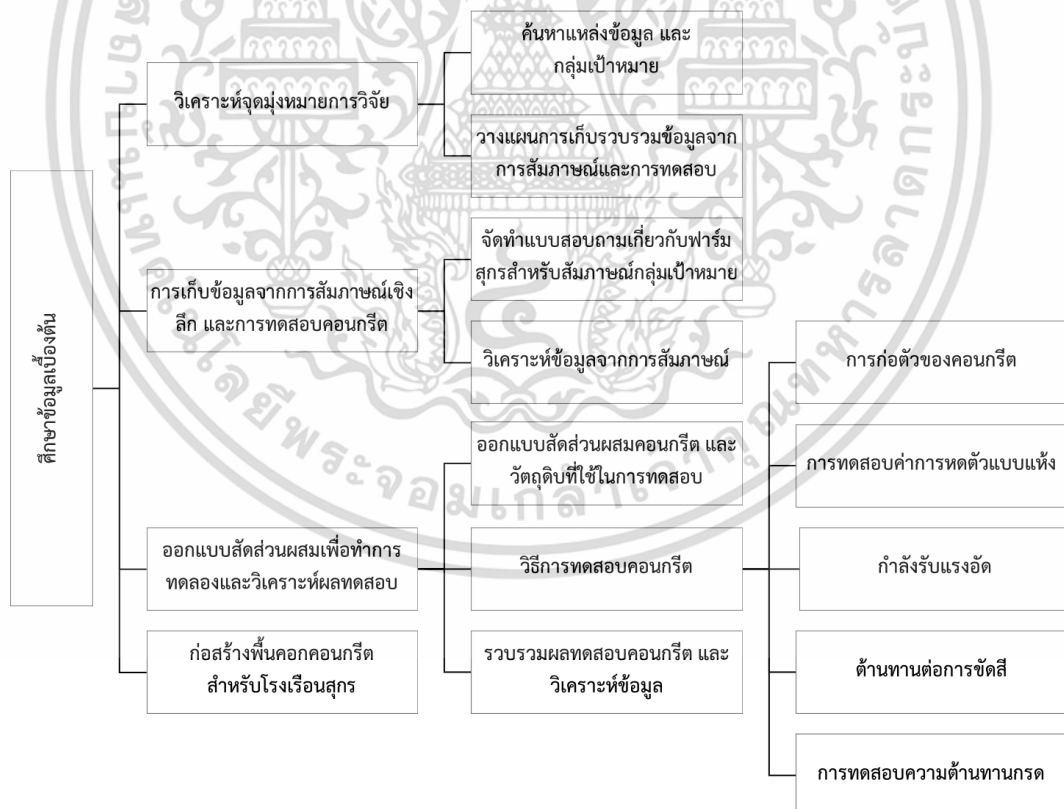 ศึกษาข้อมูลเบื้องต้น
วิเคราะห์จุดมุ่งหมายการวิจัย
ค้นหาแหล่งข้อมูล และ
กลุ่มเป้าหมาย
วางแผนการเก็บรวบรวมข้อมูลจาก
การสัมภาษณ์และการทดสอบ
การเก็บข้อมูลจากการสัมภาษณ์เชิง
ลึก และการทดสอบคอนกรีต
จัดทำแบบสอบถามเกี่ยวกับฟาร์ม
สุกรสำหรับสัมภาษณ์กลุ่มเป้าหมาย
วิเคราะห์ข้อมูลจากการสัมภาษณ์
ออกแบบสัดส่วนผสมเพื่อทำการ
ทดลองและวิเคราะห์ผลทดสอบ
ออกแบบสัดส่วนผสมคอนกรีต และ
วัตถุดิบที่ใช้ในการทดสอบ
วิธีการทดสอบคอนกรีต
การก่อตัวของคอนกรีต
การทดสอบค่าการหดตัวแบบแห้ง
กำลังรับแรงอัด
ต้านทานต่อการขัดสี
การทดสอบความต้านทานกรด
รวบรวมผลทดสอบคอนกรีต และ
วิเคราะห์ข้อมูล
ก่อสร้างพื้นคอกคอนกรีต
สำหรับโรงเรือนสุกร